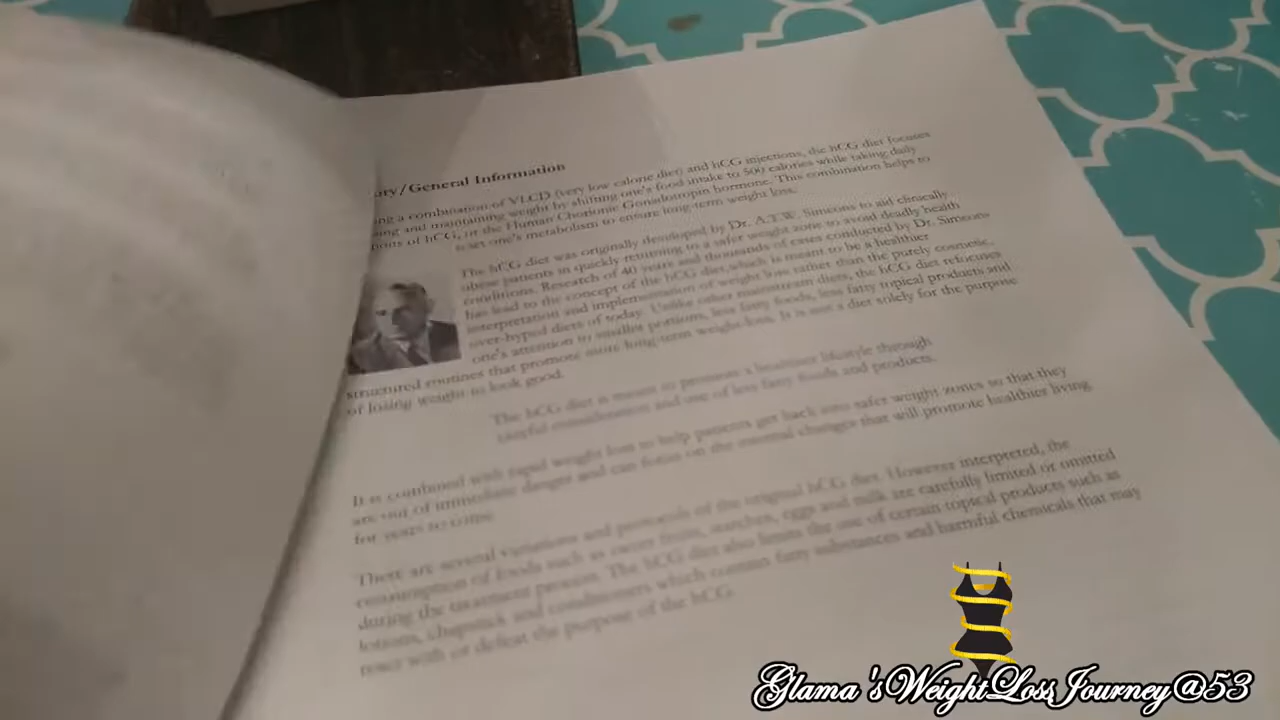 ory/General Information
ing a combination of VLCD (very low calorie diet) and hCG injections, the hCG diet focuses
ing and maintaining weight by shifting one's food intake to 500 calories while taking daily
tions of hCG, or the Human Chorionic Gonadotropin hormone. This combination helps to
reset one's metabolism to ensure long-term weight loss.
The hCG diet was originally developed by Dr. A.T.W. Simeons to aid clinically
obese patients in quickly returning to a safer weight zone to avoid deadly health
conditions. Research of 40 years and thousands of cases conducted by Dr. Simeons
has lead to the concept of the hCG diet, which is meant to be a healthier
interpretation and implementation of weight loss rather than the purely cosmetic,
over-hyped diets of today. Unlike other mainstream diets, the hCG diet refocuses
one's attention to smaller portions, less fatty foods, less fatty topical products and
structured routines that promote more long-term weight-loss. It is not a diet solely for the purpose
of losing weight to look good.
The hCG diet is meant to promote a healthier lifestyle through
careful consideration and use of less fatty foods and products.
It is combined with rapid weight loss to help patients get back into safer weight zones so that they
are out of immediate danger and can focus on the mental changes that will promote healthier living
for years to come.
There are several variations and protocols of the original hCG diet. However interpreted, the
consumption of foods such as sweet fruits, starches, eggs and milk are carefully limited or omitted
during the treatment process. The hCG diet also limits the use of certain topical products such as
lotions, chapstick and conditioners which contain fatty substances and harmful chemicals that may
react with or defeat the purpose of the hCG.
Glama 'sWeightLossJourney@53